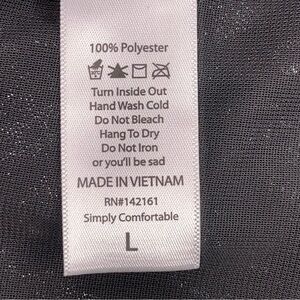 100% Polyester
Turn Inside Out
Hand Wash Cold
Do Not Bleach
Hang To Dry
Do Not Iron
or you'll be sad
MADE IN VIETNAM
RN#142161
Simply Comfortable
L